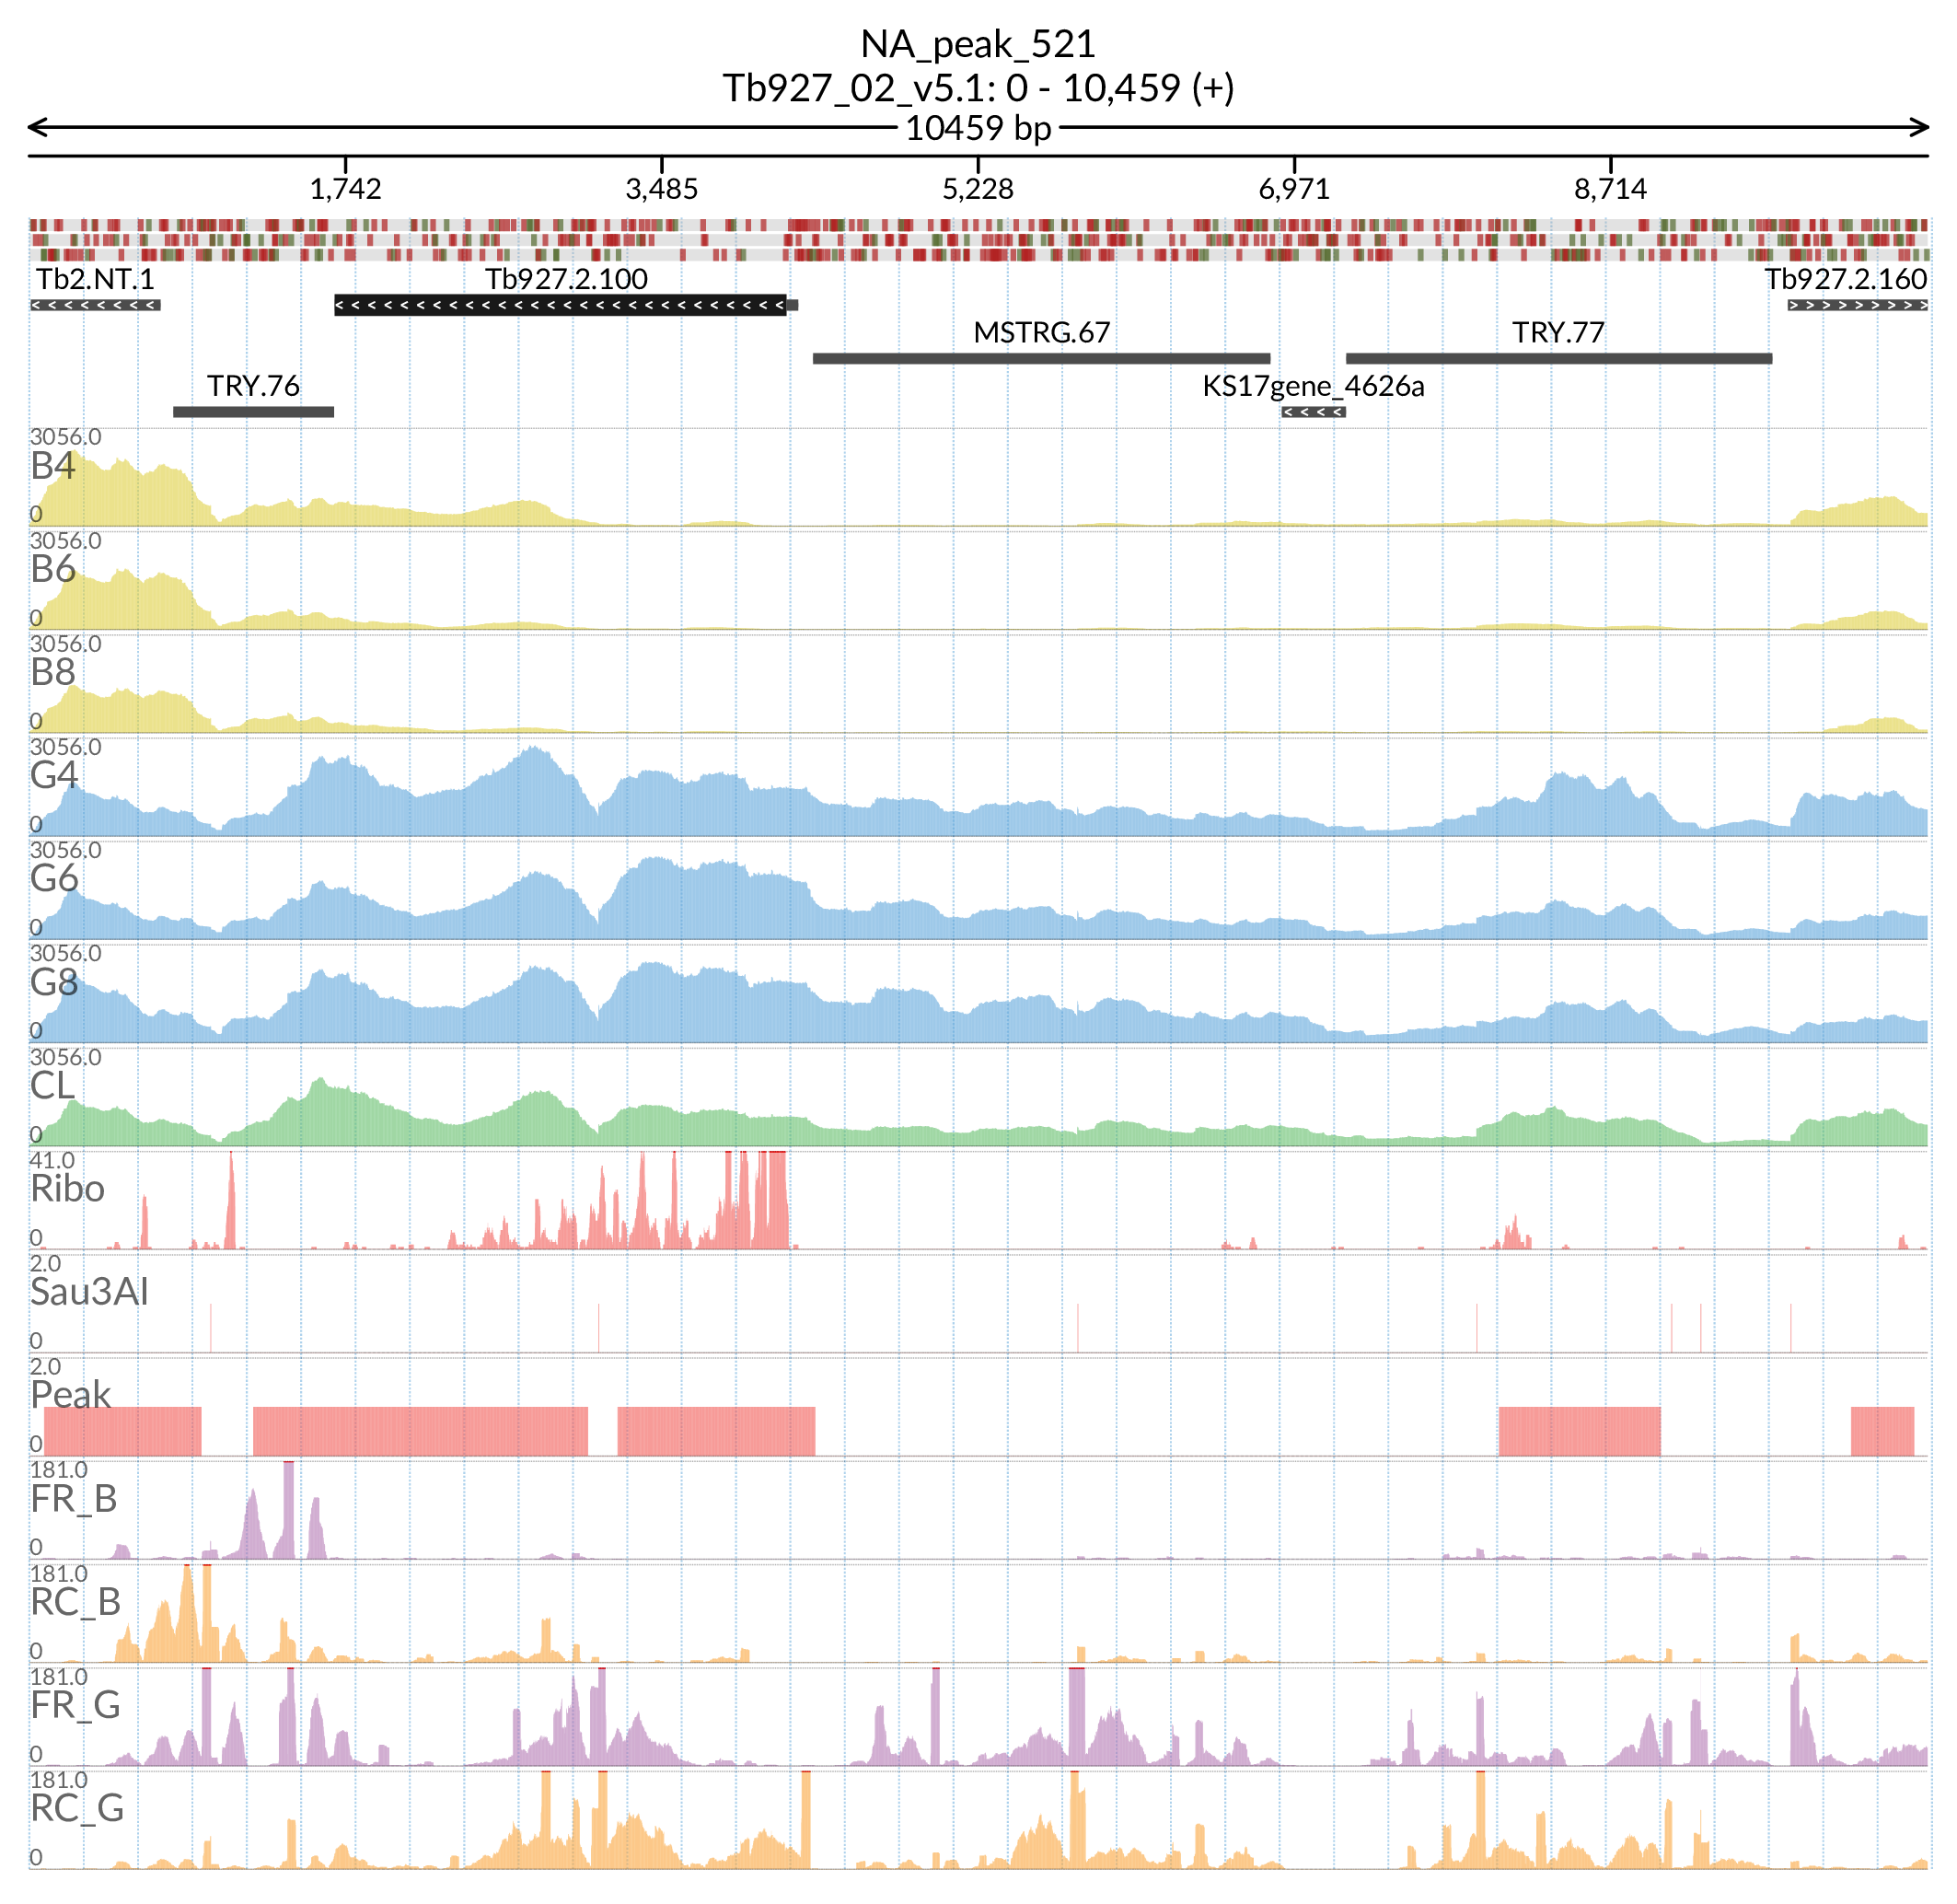 NA_peak_521
Tb927_02_v5.1: 0 - 10,459 (+)
10459 bp
1,742 3,485 5,228 6,971 8,714
Tb2.NT.1 Tb927.2.100 Tb927.2.160
MSTRG.67 TRY.77
TRY.76 KS17gene_4626a
3056.0
B4
0
3056.0
B6
0
3056.0
B8
0
3056.0
G4
0
3056.0
G6
0
3056.0
G8
0
3056.0
CL
0
41.0
Ribo
0
2.0
Sau3AI
0
2.0
Peak
0
181.0
FR_B
0
181.0
RC_B
0
181.0
FR_G
0
181.0
RC_G
0